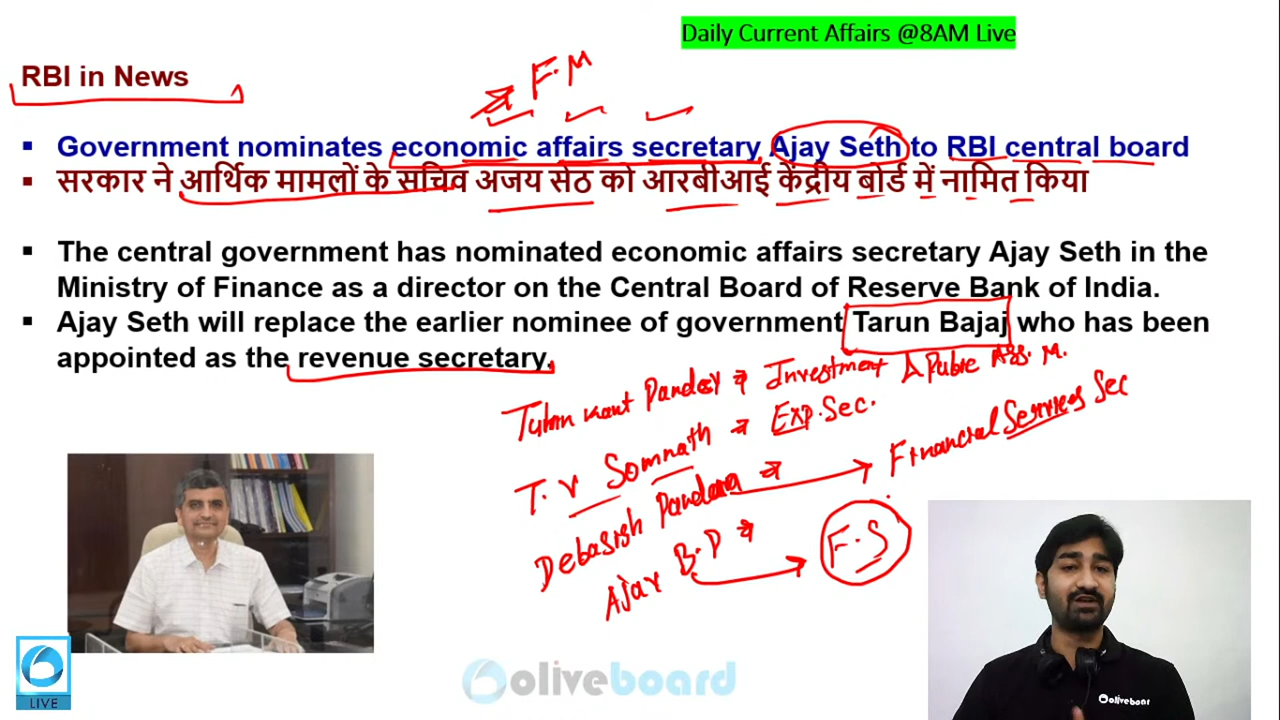 Daily Current Affairs @8AM Live
RBI in News
F.M
Government nominates economic affairs secretary Ajay Seth to RBI central board
सरकार ने आर्थिक मामलों के सचिव अजय सेठ को आरबीआई केंद्रीय बोर्ड में नामित किया
The central government has nominated economic affairs secretary Ajay Seth in the
Ministry of Finance as a director on the Central Board of Reserve Bank of India.
Ajay Seth will replace the earlier nominee of government Tarun Bajaj who has been
appointed as the revenue secretary.
Kant Investment & Public M.
T.V Somnath Exp. Sec.
Debasish Financial Services Sec
Ajay B.P F.S
LIVE
oliveboard
oliveboard